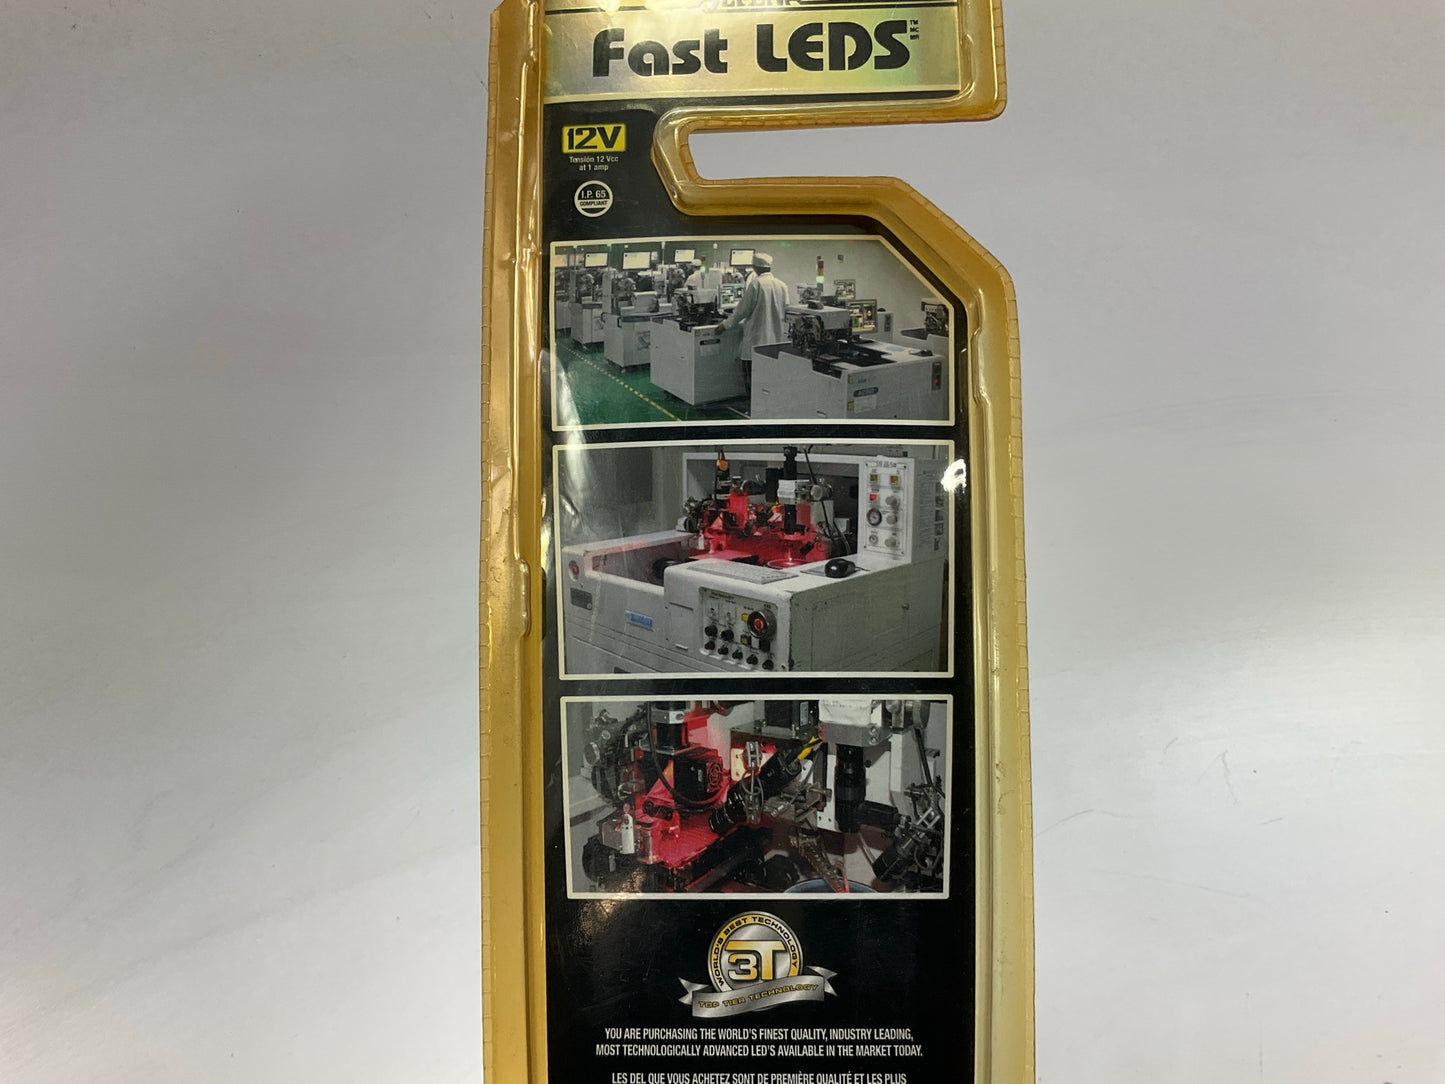 Fast LEDS™
MC
MR
12V
Tensión 12 Vcc
at 1 amp
I.P. 65
COMPLIANT
WORLD'S BEST TECHNOLOGY
3T
TOP TIER TECHNOLOGY
YOU ARE PURCHASING THE WORLD'S FINEST QUALITY, INDUSTRY LEADING,
MOST TECHNOLOGICALLY ADVANCED LED'S AVAILABLE IN THE MARKET TODAY.
LES DEL QUE VOUS ACHETEZ SONT DE PREMIÈRE QUALITÉ ET LES PLUS